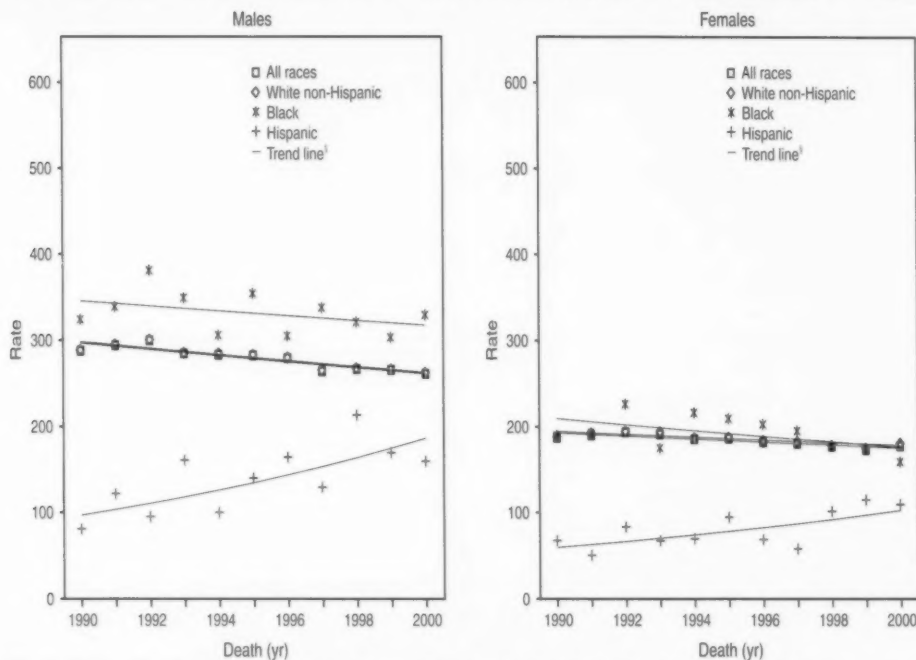 Males
600
500
400
300
200
100
0
Rate
All races
White non-Hispanic
Black
Hispanic
Trend line§
1990 1992 1994 1996 1998 2000
Death (yr)
Females
600
500
400
300
200
100
0
Rate
All races
White non-Hispanic
Black
Hispanic
Trend line§
1990 1992 1994 1996 1998 2000
Death (yr)